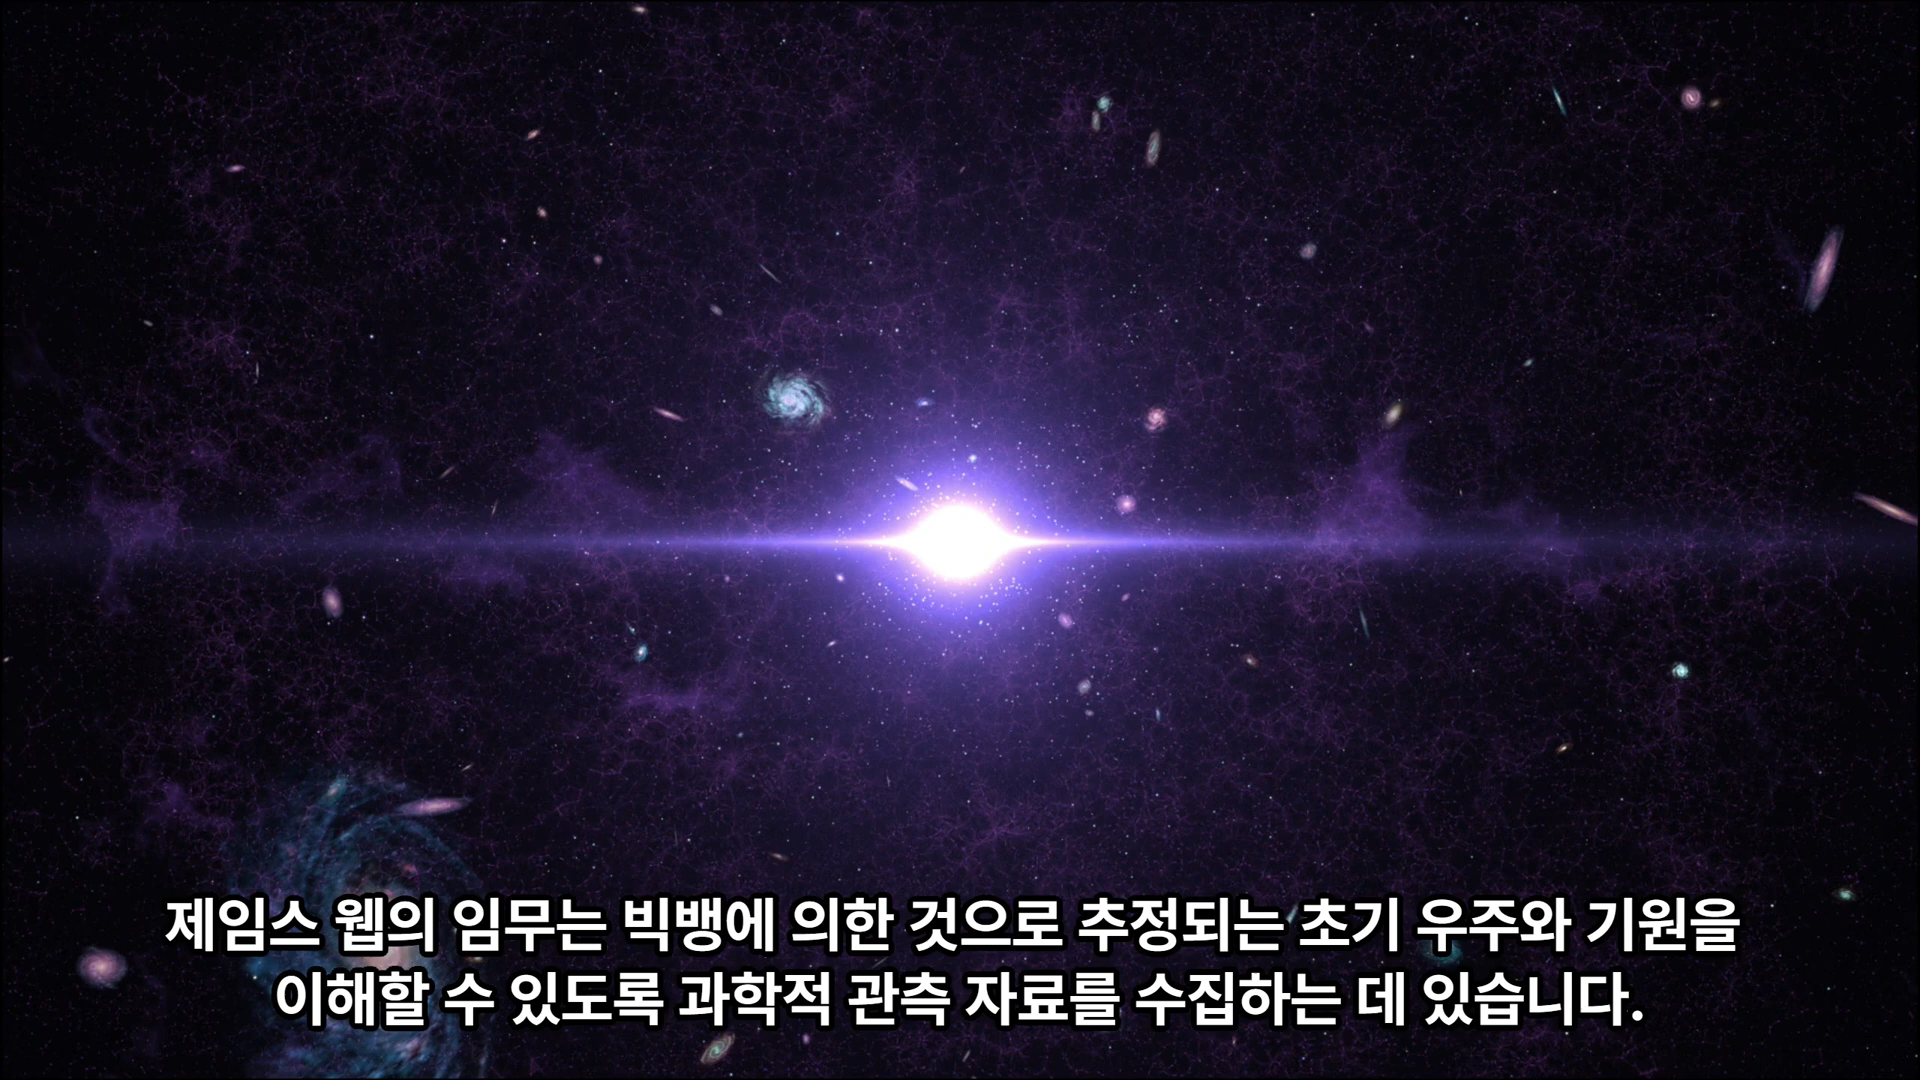 제임스 웹의 임무는 빅뱅에 의한 것으로 추정되는 초기 우주와 기원을
이해할 수 있도록 과학적 관측 자료를 수집하는 데 있습니다.